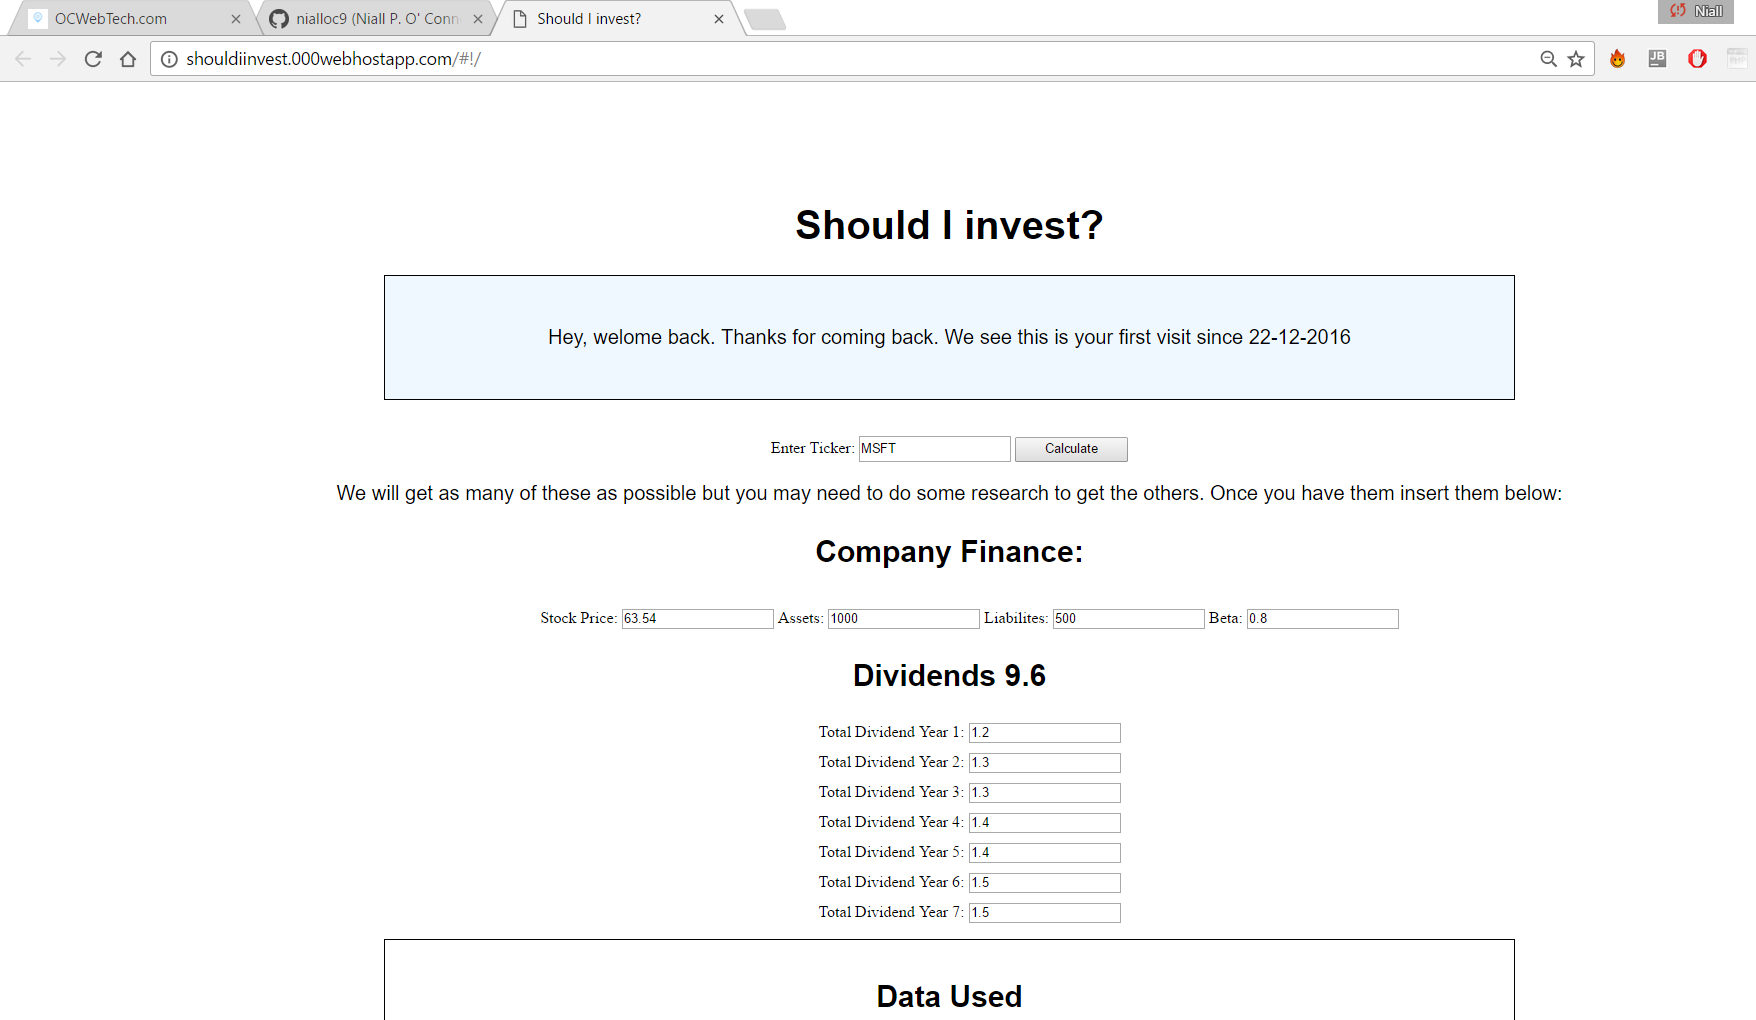 OCWebTech.com
nialloc9 (Niall P. O' Conn
Should I invest?
Niall
shouldiinvest.000webhostapp.com/#!/
JB
PHP
Should I invest?
Hey, welome back. Thanks for coming back. We see this is your first visit since 22-12-2016
Enter Ticker: MSFT Calculate
We will get as many of these as possible but you may need to do some research to get the others. Once you have them insert them below:
Company Finance:
Stock Price: 63.54 Assets: 1000 Liabilites: 500 Beta: 0.8
Dividends 9.6
Total Dividend Year 1: 1.2
Total Dividend Year 2: 1.3
Total Dividend Year 3: 1.3
Total Dividend Year 4: 1.4
Total Dividend Year 5: 1.4
Total Dividend Year 6: 1.5
Total Dividend Year 7: 1.5
Data Used